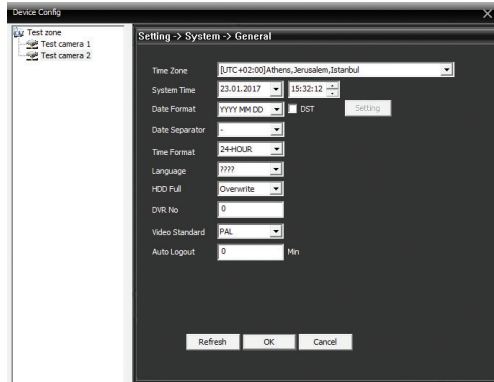 Device Config
Test zone
Test camera 1
Test camera 2
Setting -> System -> General
Time Zone [UTC+02:00]Athens,Jerusalem,Istanbul
System Time 23.01.2017 15:32:12
Date Format YYYY MM DD DST Setting
Date Separator -
Time Format 24-HOUR
Language ????
HDD Full Overwrite
DVR No 0
Video Standard PAL
Auto Logout 0 Min
Refresh OK Cancel